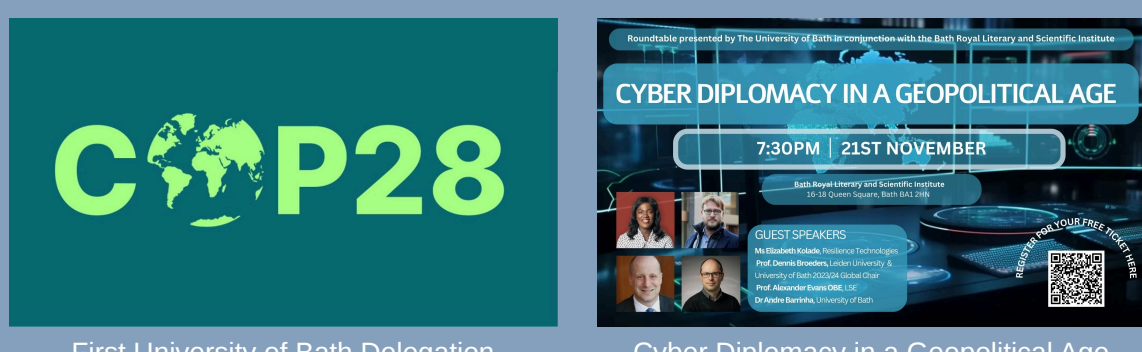 COP28
First University of Bath Delegation
Roundtable presented by The University of Bath in conjunction with the Bath Royal Literary and Scientific Institute
CYBER DIPLOMACY IN A GEOPOLITICAL AGE
7:30PM | 21ST NOVEMBER
Bath Royal Literary and Scientific Institute
16-18 Queen Square, Bath BA1 2HN
GUEST SPEAKERS
Ms Elizabeth Kolade, Resilience Technologies
Prof. Dennis Broeders, Leiden University &
University of Bath 2023/24 Global Chair
Prof. Alexander Evans OBE, LSE
Dr Andre Barrinha, University of Bath
REGISTER FOR YOUR FREE TICKET HERE
Cyber Diplomacy in a Geopolitical Age